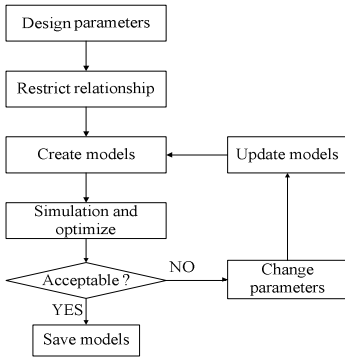 Design parameters
Restrict relationship
Create models
Update models
Simulation and
optimize
Acceptable ?
NO
Change
parameters
YES
Save models